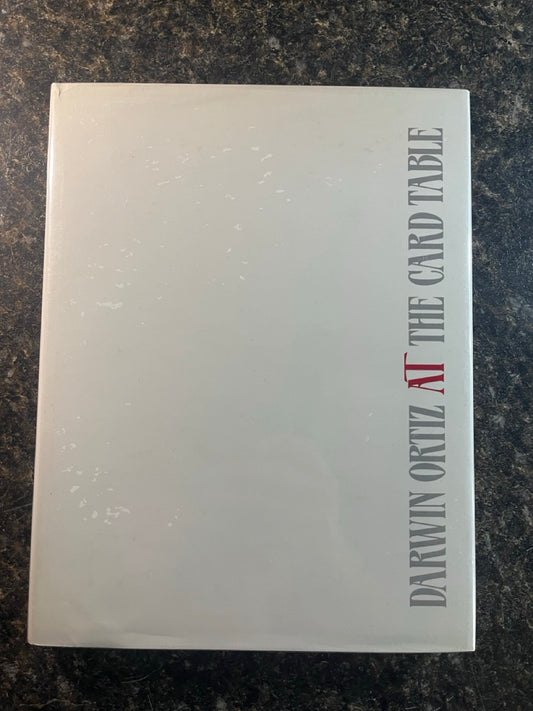 DARWIN ORTIZ AT THE CARD TABLE